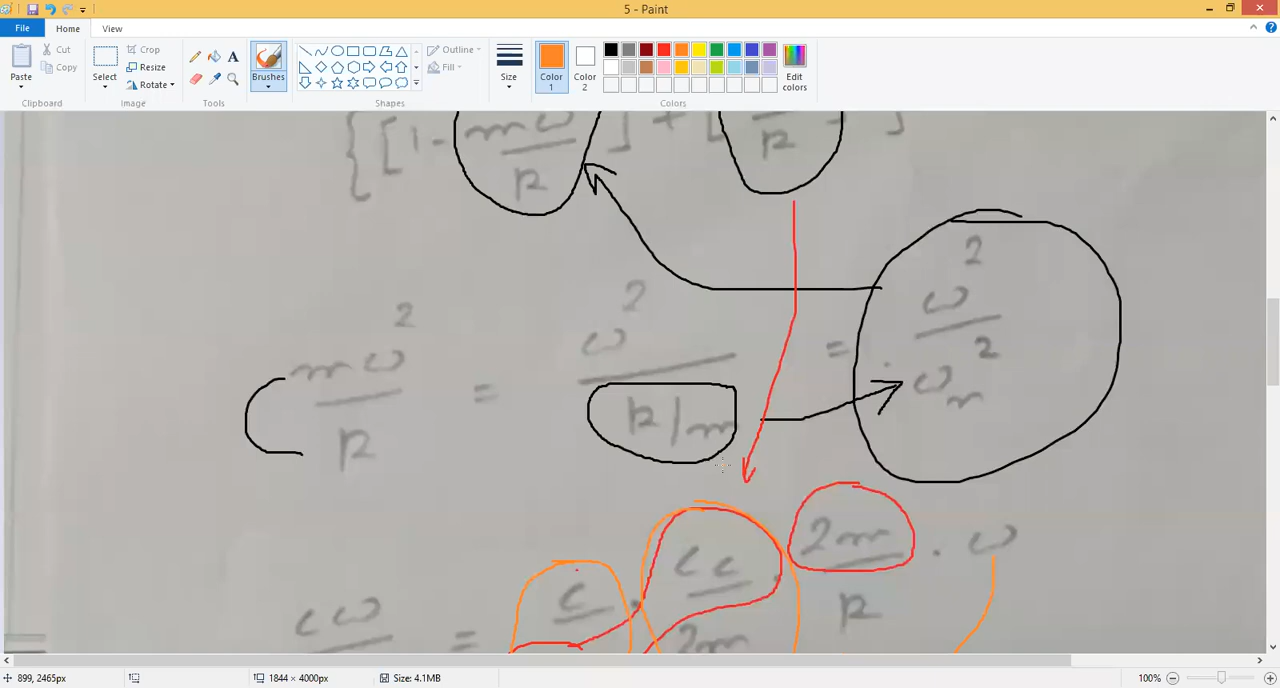 5 - Paint
File Home View
Paste Cut Copy Select Crop Resize Rotate Brushes Outline Fill Size Color 1 Color 2 Edit colors
Clipboard Image Tools Shapes Colors
{[1 - mω/k] + [ /k ]
mω²/k = ω²/k/m = ω²/ωn²
cω/ = c/ . cc/2m . 2m/k . ω
899, 2465px 1844 × 4000px Size: 4.1MB 100%